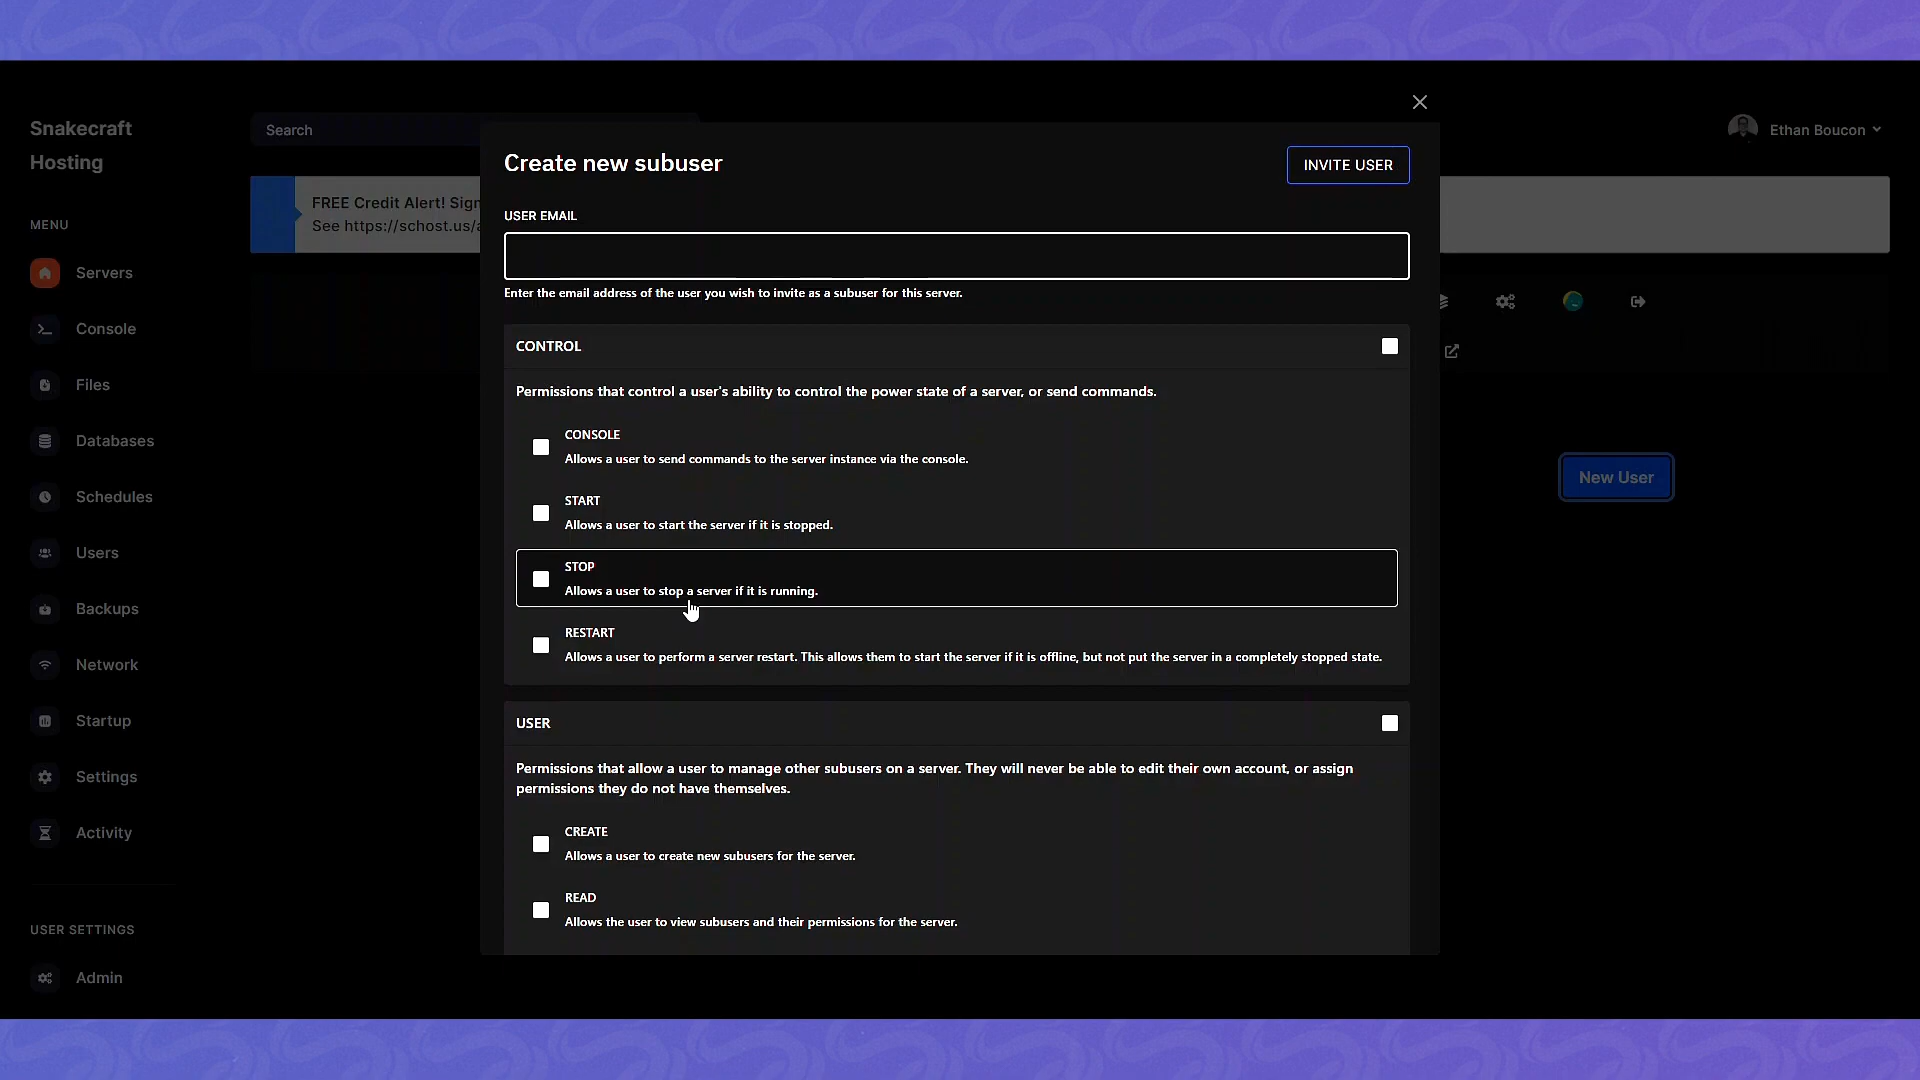 Snakecraft
Hosting
Search
Ethan Boucon
FREE Credit Alert! Sign
See https://schost.us/a
MENU
Servers
Console
Files
Databases
Schedules
Users
Backups
Network
Startup
Settings
Activity
USER SETTINGS
Admin
Create new subuser
INVITE USER
USER EMAIL
Enter the email address of the user you wish to invite as a subuser for this server.
CONTROL
Permissions that control a user's ability to control the power state of a server, or send commands.
CONSOLE
Allows a user to send commands to the server instance via the console.
START
Allows a user to start the server if it is stopped.
STOP
Allows a user to stop a server if it is running.
RESTART
Allows a user to perform a server restart. This allows them to start the server if it is offline, but not put the server in a completely stopped state.
USER
Permissions that allow a user to manage other subusers on a server. They will never be able to edit their own account, or assign
permissions they do not have themselves.
CREATE
Allows a user to create new subusers for the server.
READ
Allows the user to view subusers and their permissions for the server.
New User